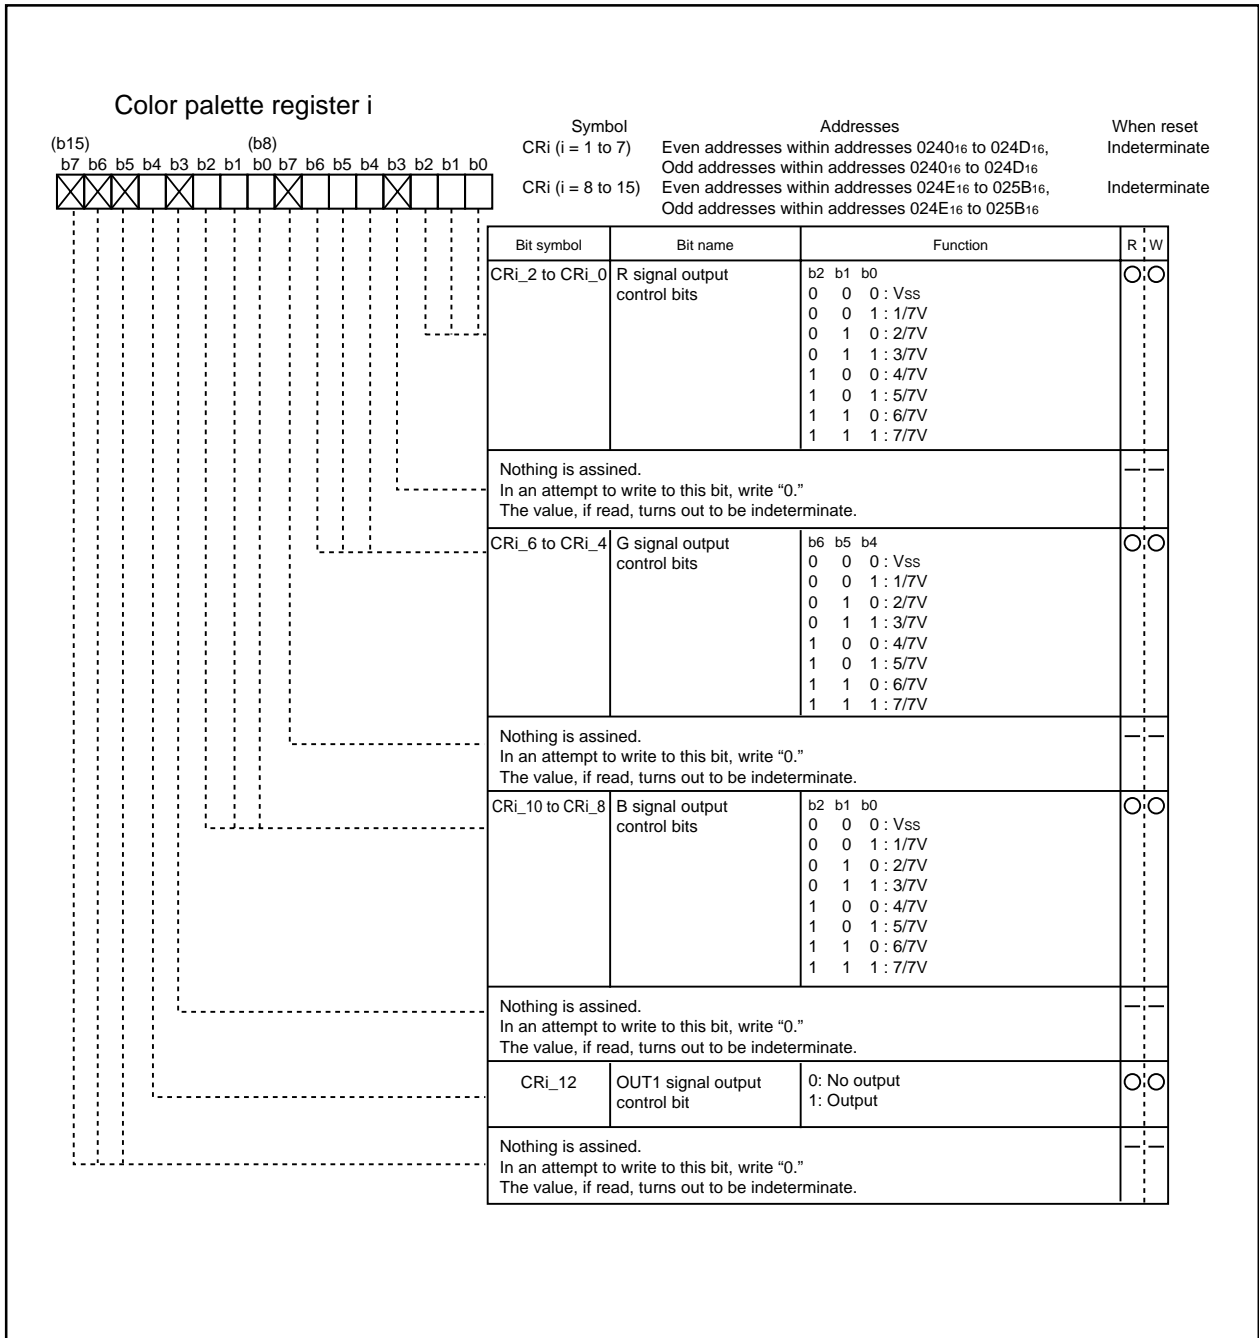 Color palette register i
(b15) (b8)
b7 b6 b5 b4 b3 b2 b1 b0 b7 b6 b5 b4 b3 b2 b1 b0
Symbol Addresses When reset
CRi (i = 1 to 7) Even addresses within addresses 024016 to 024D16, Indeterminate
Odd addresses within addresses 024016 to 024D16
CRi (i = 8 to 15) Even addresses within addresses 024E16 to 025B16, Indeterminate
Odd addresses within addresses 024E16 to 025B16
Bit symbol Bit name Function R W
CRi_2 to CRi_0 R signal output b2 b1 b0
control bits 0 0 0 : VSS
0 0 1 : 1/7V
0 1 0 : 2/7V
0 1 1 : 3/7V
1 0 0 : 4/7V
1 0 1 : 5/7V
1 1 0 : 6/7V
1 1 1 : 7/7V
Nothing is assined.
In an attempt to write to this bit, write “0.”
The value, if read, turns out to be indeterminate.
CRi_6 to CRi_4 G signal output b6 b5 b4
control bits 0 0 0 : VSS
0 0 1 : 1/7V
0 1 0 : 2/7V
0 1 1 : 3/7V
1 0 0 : 4/7V
1 0 1 : 5/7V
1 1 0 : 6/7V
1 1 1 : 7/7V
Nothing is assined.
In an attempt to write to this bit, write “0.”
The value, if read, turns out to be indeterminate.
CRi_10 to CRi_8 B signal output b2 b1 b0
control bits 0 0 0 : VSS
0 0 1 : 1/7V
0 1 0 : 2/7V
0 1 1 : 3/7V
1 0 0 : 4/7V
1 0 1 : 5/7V
1 1 0 : 6/7V
1 1 1 : 7/7V
Nothing is assined.
In an attempt to write to this bit, write “0.”
The value, if read, turns out to be indeterminate.
CRi_12 OUT1 signal output 0: No output
control bit 1: Output
Nothing is assined.
In an attempt to write to this bit, write “0.”
The value, if read, turns out to be indeterminate.